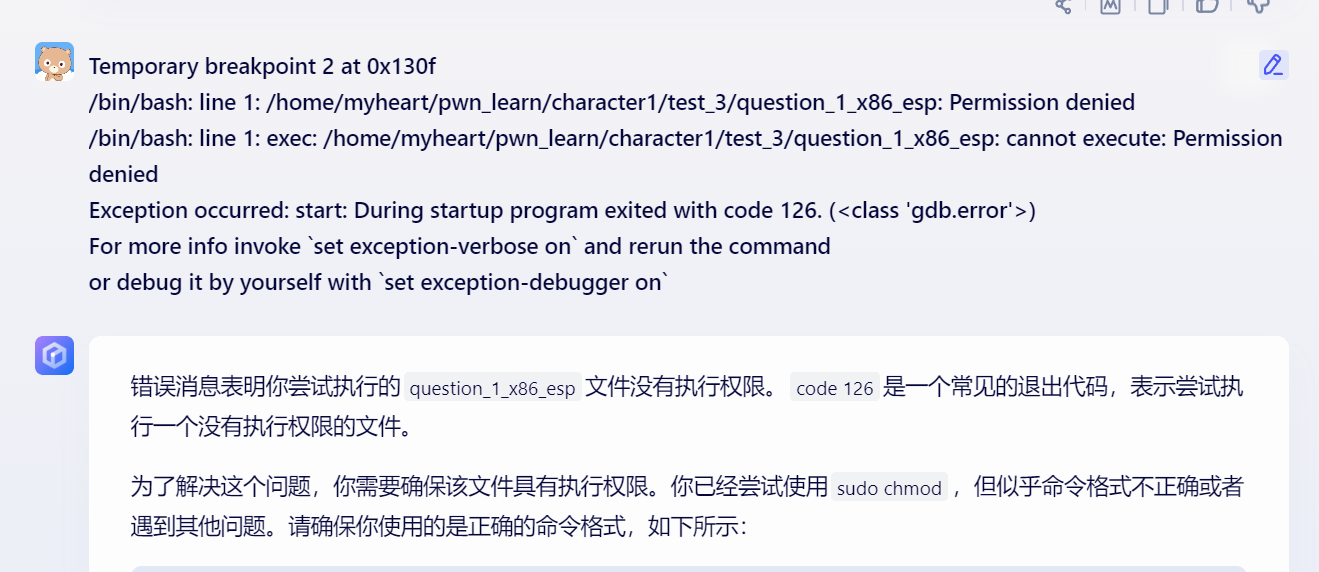 Temporary breakpoint 2 at 0x130f
/bin/bash: line 1: /home/myheart/pwn_learn/character1/test_3/question_1_x86_esp: Permission denied
/bin/bash: line 1: exec: /home/myheart/pwn_learn/character1/test_3/question_1_x86_esp: cannot execute: Permission
denied
Exception occurred: start: During startup program exited with code 126. (<class 'gdb.error'>)
For more info invoke `set exception-verbose on` and rerun the command
or debug it by yourself with `set exception-debugger on`
错误消息表明你尝试执行的 question_1_x86_esp 文件没有执行权限。 code 126 是一个常见的退出代码，表示尝试执
行一个没有执行权限的文件。
为了解决这个问题，你需要确保该文件具有执行权限。你已经尝试使用 sudo chmod ，但似乎命令格式不正确或者
遇到其他问题。请确保你使用的是正确的命令格式，如下所示：